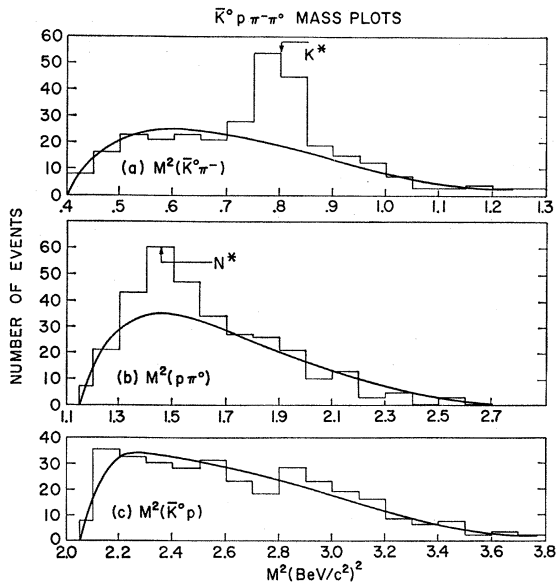 K̄°pπ⁻π° MASS PLOTS
60
50
40
30
20
10
0
K*
(a) M²(K̄°π⁻)
.4 .5 .6 .7 .8 .9 1.0 1.1 1.2 1.3
NUMBER OF EVENTS
60
50
40
30
20
10
0
N*
(b) M²(pπ°)
1.1 1.3 1.5 1.7 1.9 2.1 2.3 2.5 2.7
40
30
20
10
0
(c) M²(K̄°p)
2.0 2.2 2.4 2.6 2.8 3.0 3.2 3.4 3.6 3.8
M²(BeV/c²)²